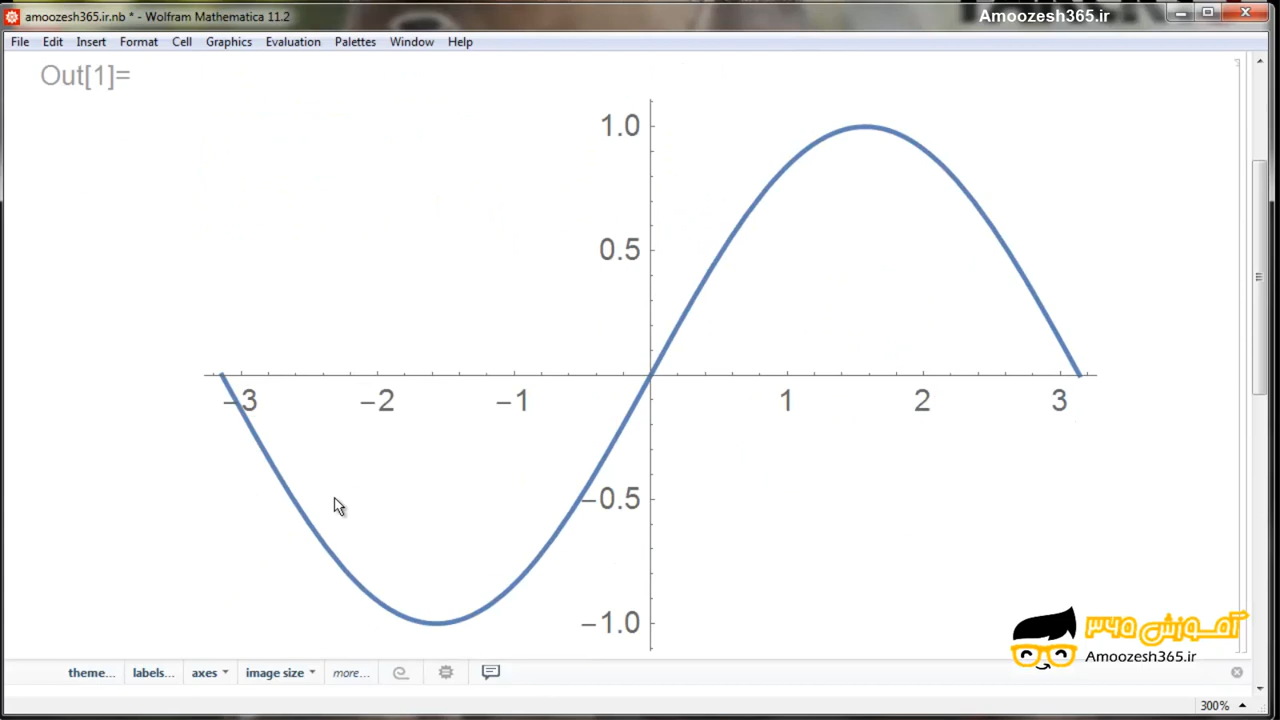 amoozesh365.ir.nb * - Wolfram Mathematica 11.2
Amoozesh365.ir
File Edit Insert Format Cell Graphics Evaluation Palettes Window Help
Out[1]=
1.0
0.5
−3 −2 −1 1 2 3
−0.5
−1.0
آموزش ۳۶۵
Amoozesh365.ir
theme... labels... axes image size more...
300%